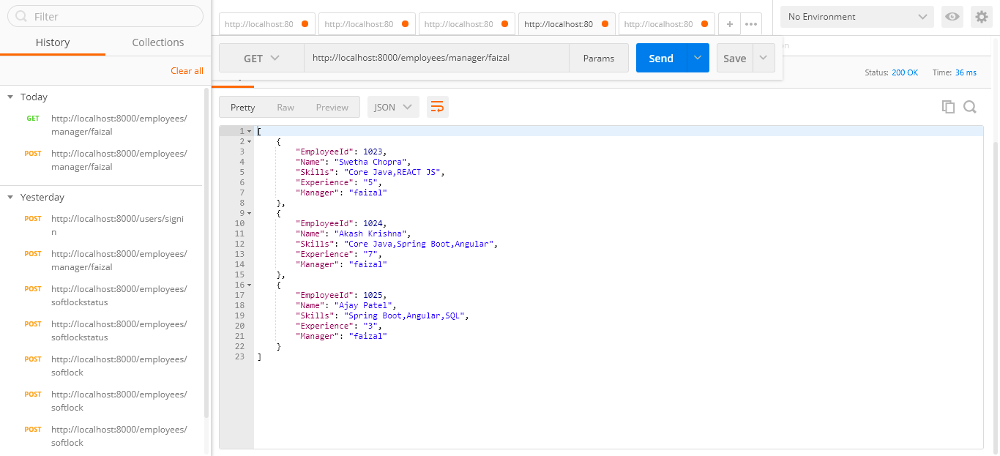 Filter
History
Collections
Clear all
Today
GET
http://localhost:8000/employees/
manager/faizal
POST
http://localhost:8000/employees/
manager/faizal
Yesterday
POST
http://localhost:8000/users/signi
n
POST
http://localhost:8000/employees/
manager/faizal
POST
http://localhost:8000/employees/
softlockstatus
POST
http://localhost:8000/employees/
softlockstatus
POST
http://localhost:8000/employees/
softlock
POST
http://localhost:8000/employees/
softlock
POST
http://localhost:8000/employees/
softlock
http://localhost:80
http://localhost:80
http://localhost:80
http://localhost:80
http://localhost:80
+
No Environment
GET
http://localhost:8000/employees/manager/faizal
Params
Send
Save
Status: 200 OK
Time: 36 ms
Pretty
Raw
Preview
JSON
1 [
2 {
3 "EmployeeId": 1023,
4 "Name": "Swetha Chopra",
5 "Skills": "Core Java,REACT JS",
6 "Experience": "5",
7 "Manager": "faizal"
8 },
9 {
10 "EmployeeId": 1024,
11 "Name": "Akash Krishna",
12 "Skills": "Core Java,Spring Boot,Angular",
13 "Experience": "7",
14 "Manager": "faizal"
15 },
16 {
17 "EmployeeId": 1025,
18 "Name": "Ajay Patel",
19 "Skills": "Spring Boot,Angular,SQL",
20 "Experience": "3",
21 "Manager": "faizal"
22 }
23 ]